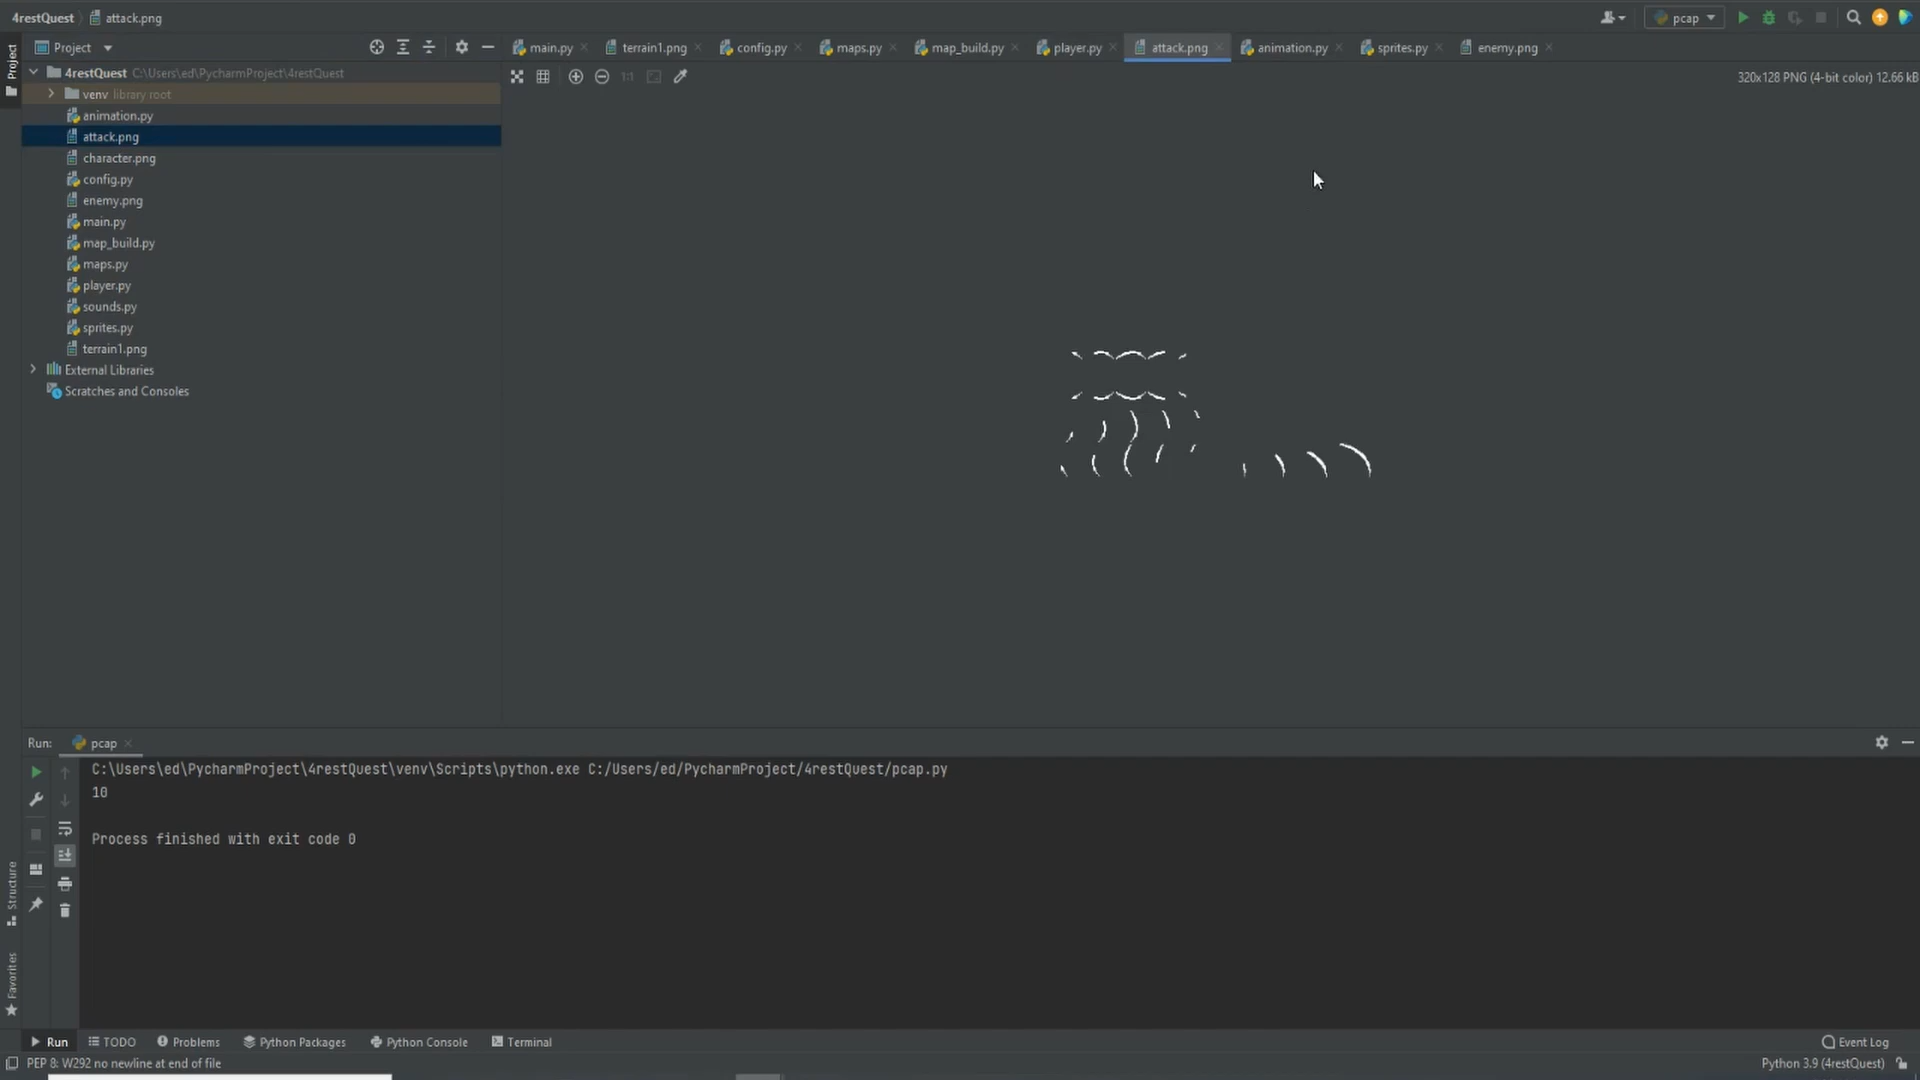 4restQuest attack.png
pcap
Project
main.py terrain1.png config.py maps.py map_build.py player.py attack.png animation.py sprites.py enemy.png
Project
4restQuest C:\Users\ed\PycharmProject\4restQuest
1:1
320x128 PNG (4-bit color) 12.66 kB
venv library root
animation.py
attack.png
character.png
config.py
enemy.png
main.py
map_build.py
maps.py
player.py
sounds.py
sprites.py
terrain1.png
External Libraries
Scratches and Consoles
Run: pcap
C:\Users\ed\PycharmProject\4restQuest\venv\Scripts\python.exe C:/Users/ed/PycharmProject/4restQuest/pcap.py
10
Process finished with exit code 0
Structure
Favorites
Run TODO Problems Python Packages Python Console Terminal Event Log
PEP 8: W292 no newline at end of file Python 3.9 (4restQuest)